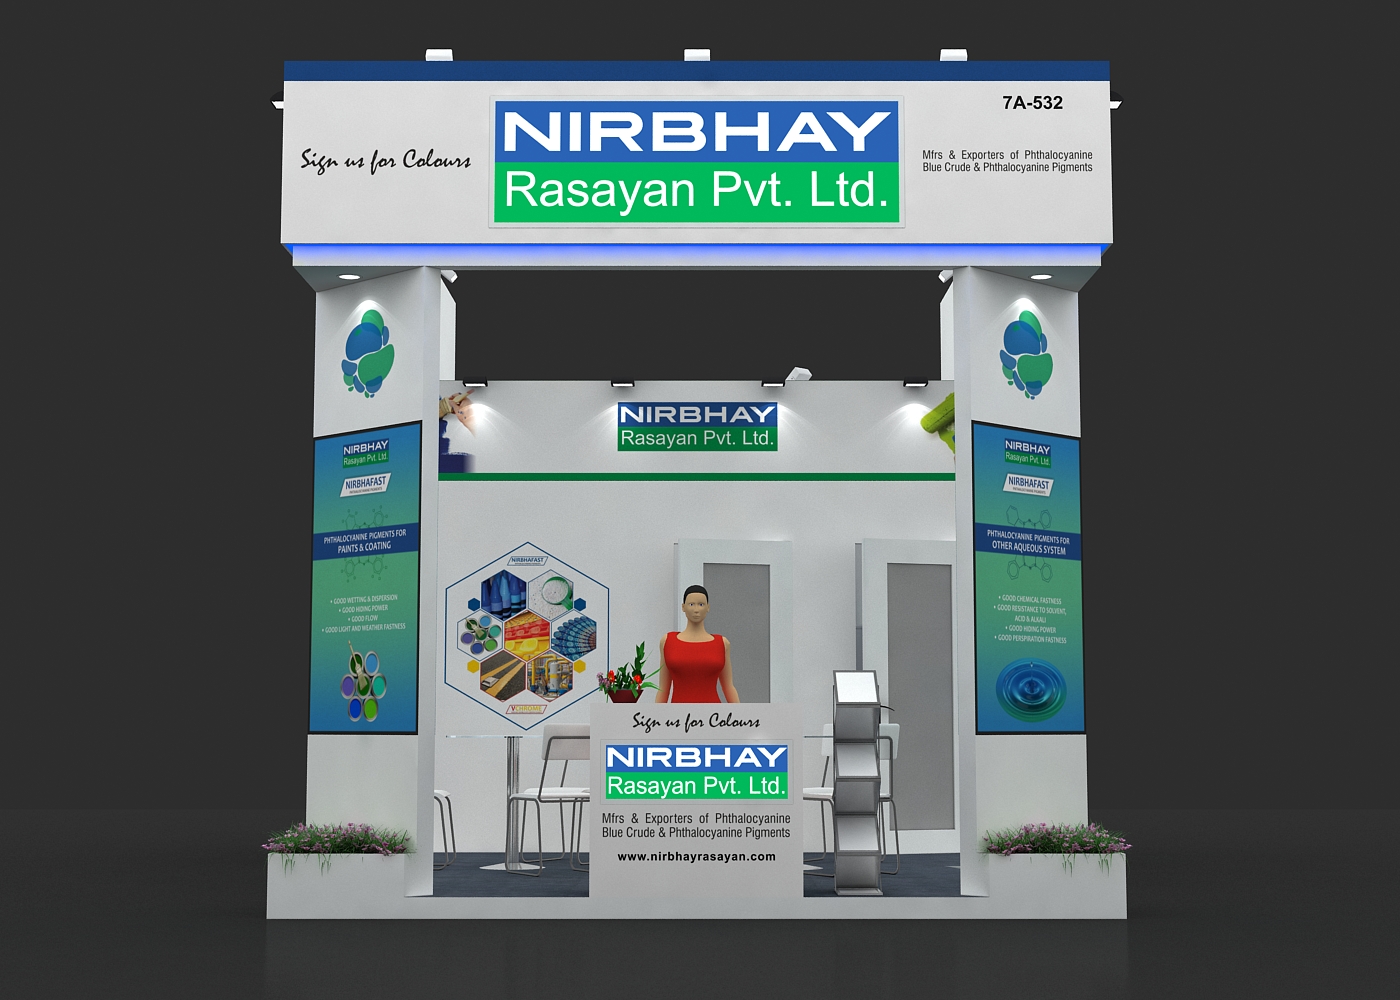 7A-532
Sign us for Colours
NIRBHAY
Rasayan Pvt. Ltd.
Mfrs & Exporters of Phthalocyanine
Blue Crude & Phthalocyanine Pigments
NIRBHAY
Rasayan Pvt. Ltd.
NIRBHAY
Rasayan Pvt. Ltd.
NIRBHAFAST
PHTHALOCYANINE PIGMENTS FOR
PAINTS & COATING
• GOOD WETTING & DISPERSION
• GOOD HIDING POWER
• GOOD FLOW
• GOOD LIGHT AND WEATHER FASTNESS
NIRBHAFAST
VCHROME
NIRBHAY
Rasayan Pvt. Ltd.
NIRBHAFAST
PHTHALOCYANINE PIGMENTS FOR
OTHER AQUEOUS SYSTEM
• GOOD CHEMICAL FASTNESS
• GOOD RESISTANCE TO SOLVENT,
ACID & ALKALI
• GOOD HIDING POWER
• GOOD PERSPIRATION FASTNESS
Sign us for Colours
NIRBHAY
Rasayan Pvt. Ltd.
Mfrs & Exporters of Phthalocyanine
Blue Crude & Phthalocyanine Pigments
www.nirbhayrasayan.com